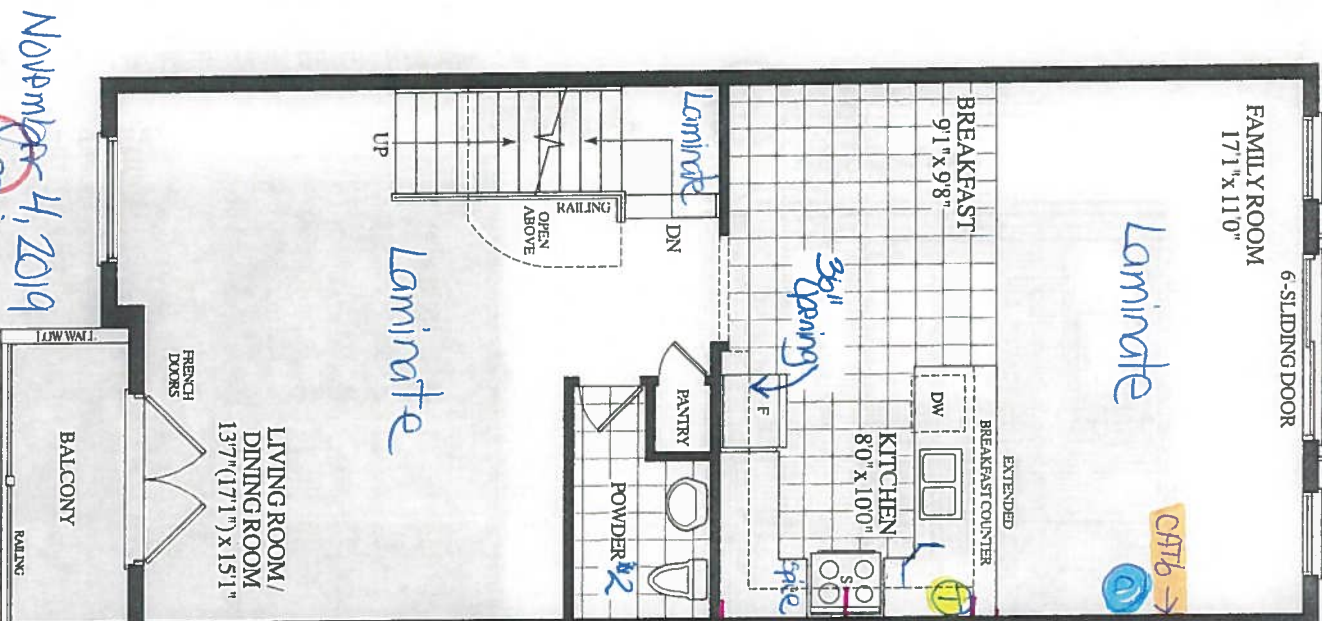 FAMILY ROOM
17'1" x 11'0"
6'-SLIDING DOOR
Laminate
CAT6 →
BREAKFAST
9'1" x 9'8"
EXTENDED
BREAKFAST COUNTER
36"
Opening
DW
KITCHEN
8'0" x 10'0"
F
S
Spice
T
Laminate
DN
RAILING
OPEN
ABOVE
UP
PANTRY
POWDER #2
Laminate
LIVING ROOM /
DINING ROOM
13'7"(17'1") x 15'1"
FRENCH
DOORS
LOW WALL
BALCONY
RAILING
November 4, 2019